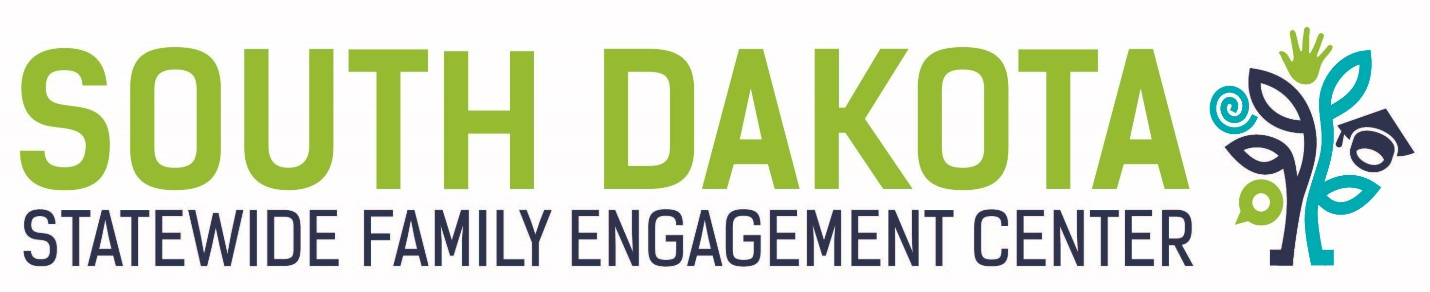 SOUTH DAKOTA
STATEWIDE FAMILY ENGAGEMENT CENTER